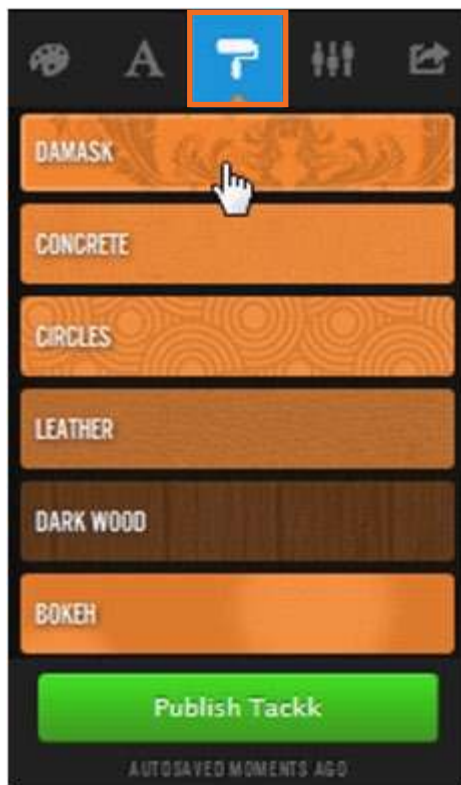 A
DAMASK
CONCRETE
CIRCLES
LEATHER
DARK WOOD
BOKEH
Publish Tackk
AUTOSAVED MOMENTS AGO